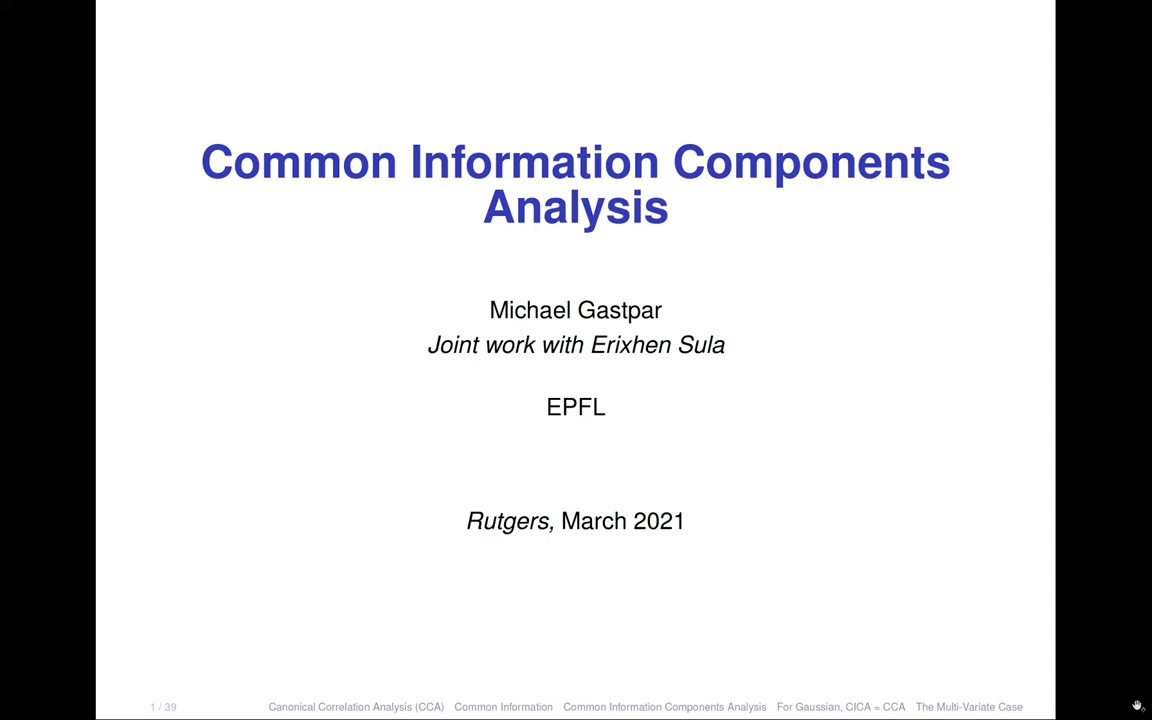 Common Information Components
Analysis
Michael Gastpar
Joint work with Erixhen Sula
EPFL
Rutgers, March 2021
1 / 39 Canonical Correlation Analysis (CCA) Common Information Common Information Components Analysis For Gaussian, CICA = CCA The Multi-Variate Case